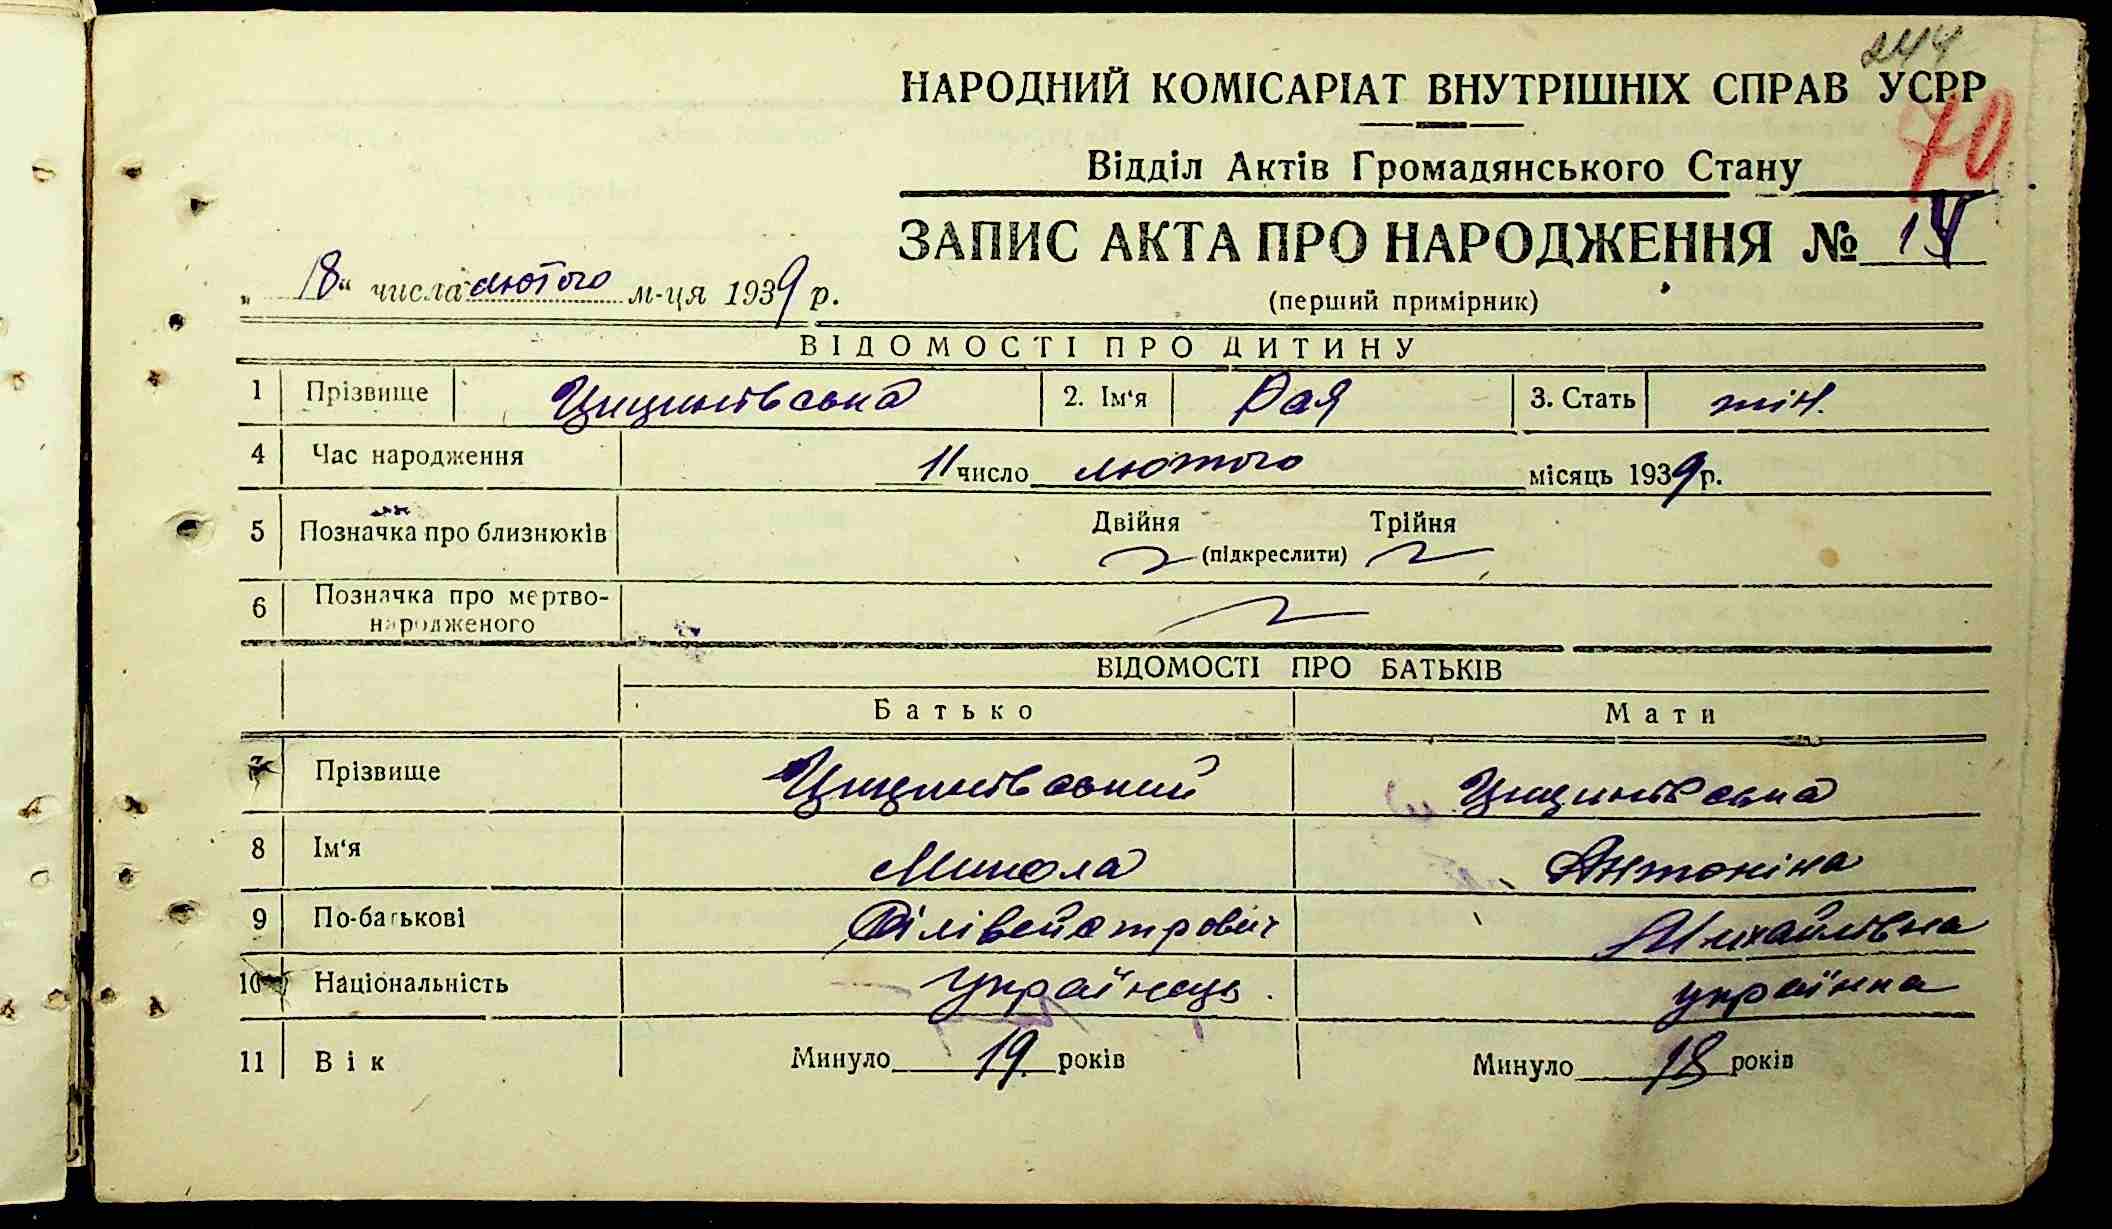 244
НАРОДНИЙ КОМІСАРІАТ ВНУТРІШНІХ СПРАВ УСРР
70
Відділ Актів Громадянського Стану
ЗАПИС АКТА ПРО НАРОДЖЕННЯ № 14
„18“ числа лютого м-ця 1939 р.
(перший примірник)
ВІДОМОСТІ ПРО ДИТИНУ
1 Прізвище Цициневська 2. Ім‘я Рая 3. Стать жін.
4 Час народження 11 число лютого місяць 1939 р.
5 Позначка про близнюків Двійня Трійня
(підкреслити)
6 Позначка про мертво-
народженого
ВІДОМОСТІ ПРО БАТЬКІВ
Батько Мати
7 Прізвище
8 Ім‘я Микола Антоніна
9 По-батькові Сілівейстрович Михайлівна
10 Національність українець. українка
11 Вік Минуло 19 років Минуло 18 років